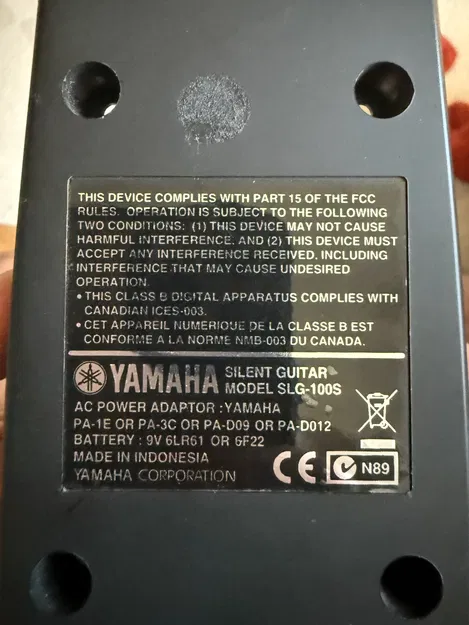 THIS DEVICE COMPLIES WITH PART 15 OF THE FCC
RULES. OPERATION IS SUBJECT TO THE FOLLOWING
TWO CONDITIONS: (1) THIS DEVICE MAY NOT CAUSE
HARMFUL INTERFERENCE, AND (2) THIS DEVICE MUST
ACCEPT ANY INTERFERENCE RECEIVED, INCLUDING
INTERFERENCE THAT MAY CAUSE UNDESIRED
OPERATION.
• THIS CLASS B DIGITAL APPARATUS COMPLIES WITH
CANADIAN ICES-003.
• CET APPAREIL NUMERIQUE DE LA CLASSE B EST
CONFORME A LA NORME NMB-003 DU CANADA.
YAMAHA SILENT GUITAR
MODEL SLG-100S
AC POWER ADAPTOR : YAMAHA
PA-1E OR PA-3C OR PA-D09 OR PA-D012
BATTERY : 9V 6LR61 OR 6F22
MADE IN INDONESIA
YAMAHA CORPORATION
CE N89